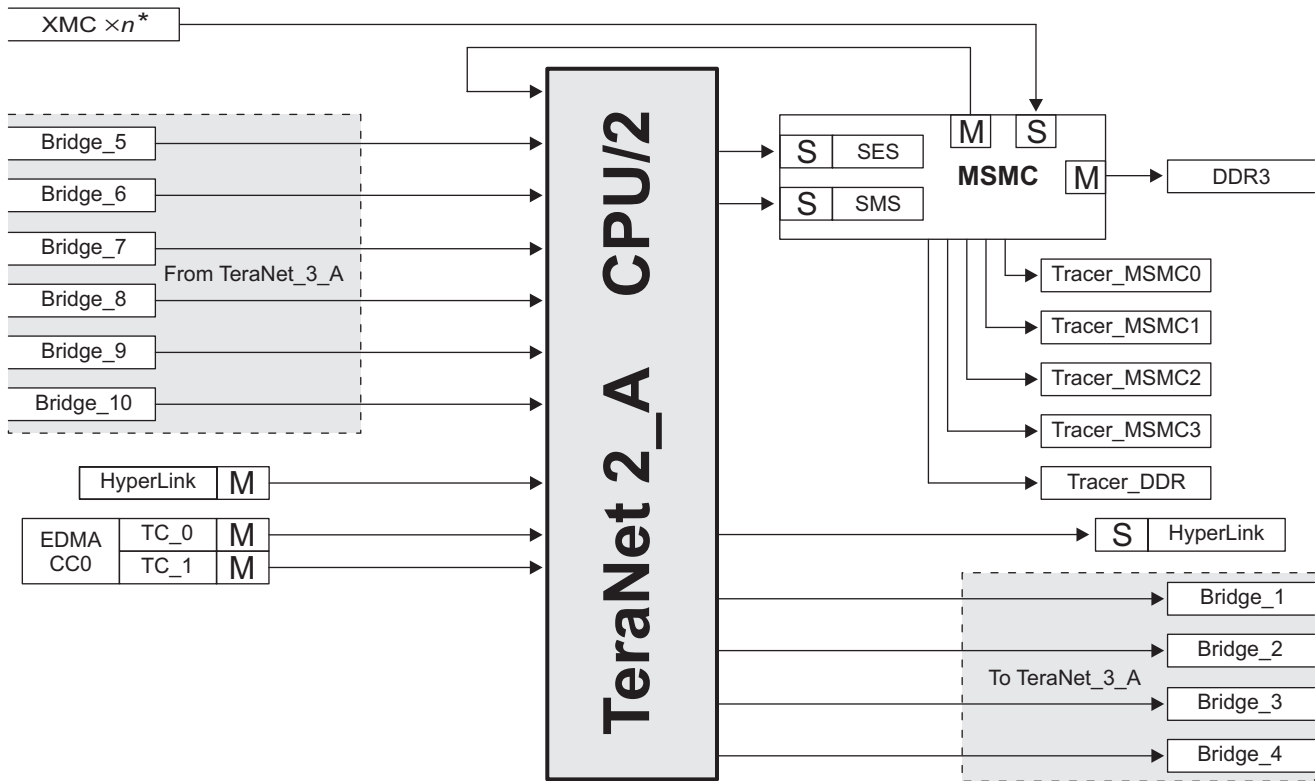 XMC ×n*
Bridge_5
Bridge_6
Bridge_7
From TeraNet_3_A
Bridge_8
Bridge_9
Bridge_10
HyperLink M
EDMA CC0
TC_0 M
TC_1 M
TeraNet 2_A CPU/2
M S
S SES
MSMC
M
S SMS
DDR3
Tracer_MSMC0
Tracer_MSMC1
Tracer_MSMC2
Tracer_MSMC3
Tracer_DDR
S HyperLink
Bridge_1
Bridge_2
To TeraNet_3_A
Bridge_3
Bridge_4